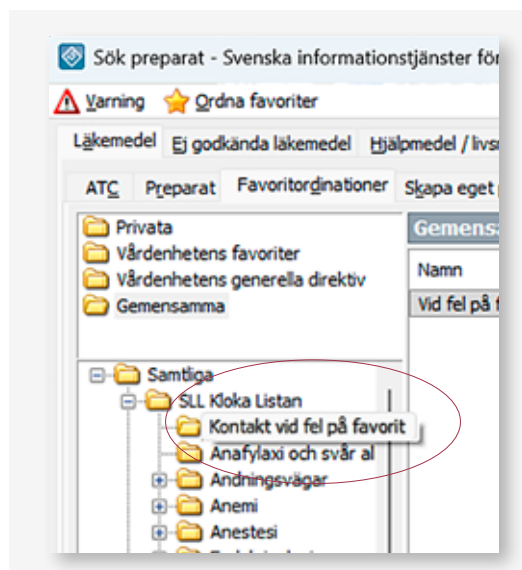 Sök preparat - Svenska informationstjänster för
Varning Ordna favoriter
Läkemedel Ej godkända läkemedel Hjälpmedel / livsm
ATC Preparat Favoritordinationer Skapa eget
Privata
Vårdenhetens favoriter
Vårdenhetens generella direktiv
Gemensamma
Gemensa
Namn
Vid fel på f
Samtliga
SLL Kloka Listan
Kontakt vid fel på favorit
Anafylaxi och svår al
Andningsvägar
Anemi
Anestesi